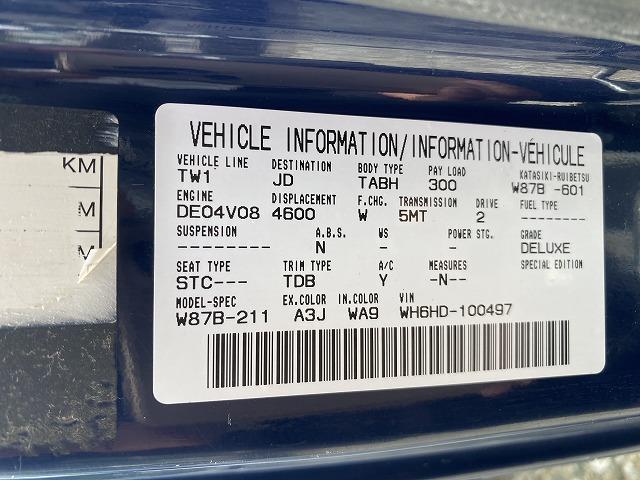 KM
M
M
VEHICLE INFORMATION/INFORMATION-VÉHICULE
VEHICLE LINE DESTINATION BODY TYPE PAY LOAD KATASIKI-RUIBETSU
TW1 JD TABH 300 W87B -601
ENGINE DISPLACEMENT F.CHG. TRANSMISSION DRIVE FUEL TYPE
DE04V08 4600 W 5MT 2 --------
SUSPENSION A.B.S. WS POWER STG. GRADE
---------- N - - DELUXE
SEAT TYPE TRIM TYPE A/C MEASURES SPECIAL EDITION
STC--- TDB Y -N--
MODEL-SPEC EX.COLOR IN.COLOR VIN
W87B-211 A3J WA9 WH6HD-100497